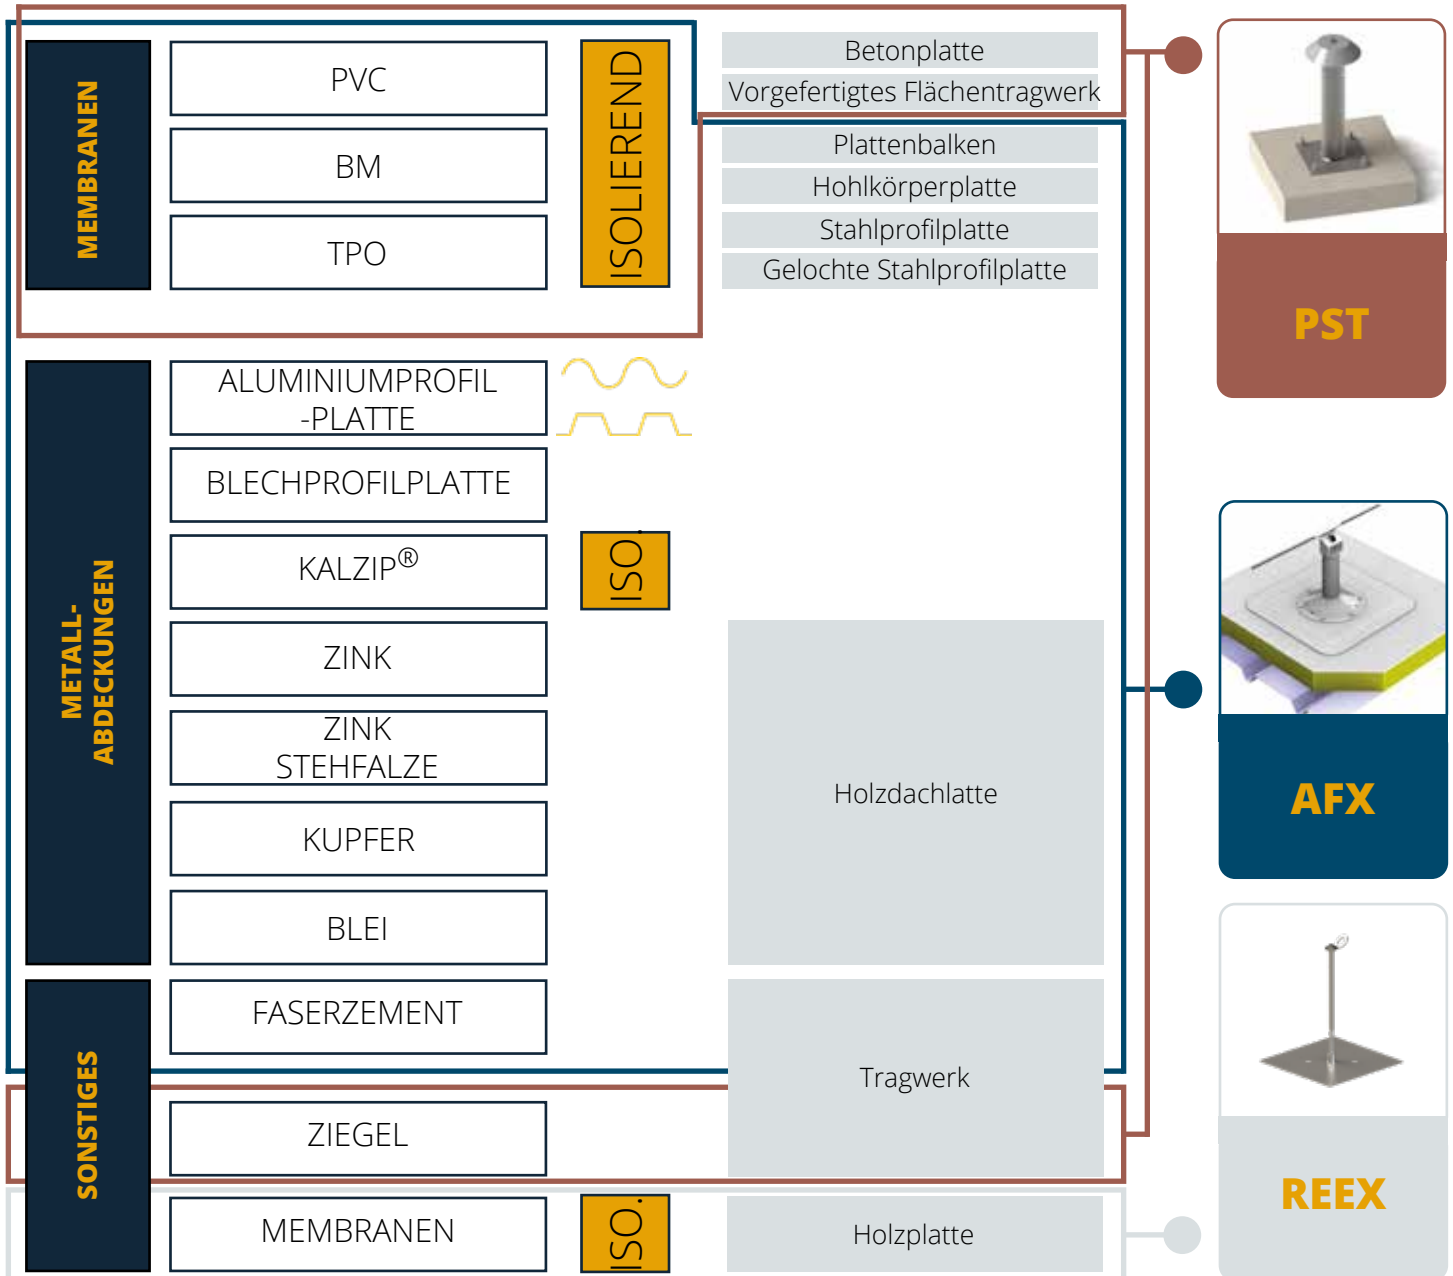 MEMBRANEN
PVC
BM
TPO
ISOLIEREND
Betonplatte
Vorgefertigtes Flächentragwerk
Plattenbalken
Hohlkörperplatte
Stahlprofilplatte
Gelochte Stahlprofilplatte
PST
METALL-
ABDECKUNGEN
ALUMINIUMPROFIL
-PLATTE
BLECHPROFILPLATTE
KALZIP®
ISO.
ZINK
ZINK
STEHFALZE
KUPFER
BLEI
Holzdachlatte
AFX
SONSTIGES
FASERZEMENT
ZIEGEL
Tragwerk
MEMBRANEN
ISO.
Holzplatte
REEX